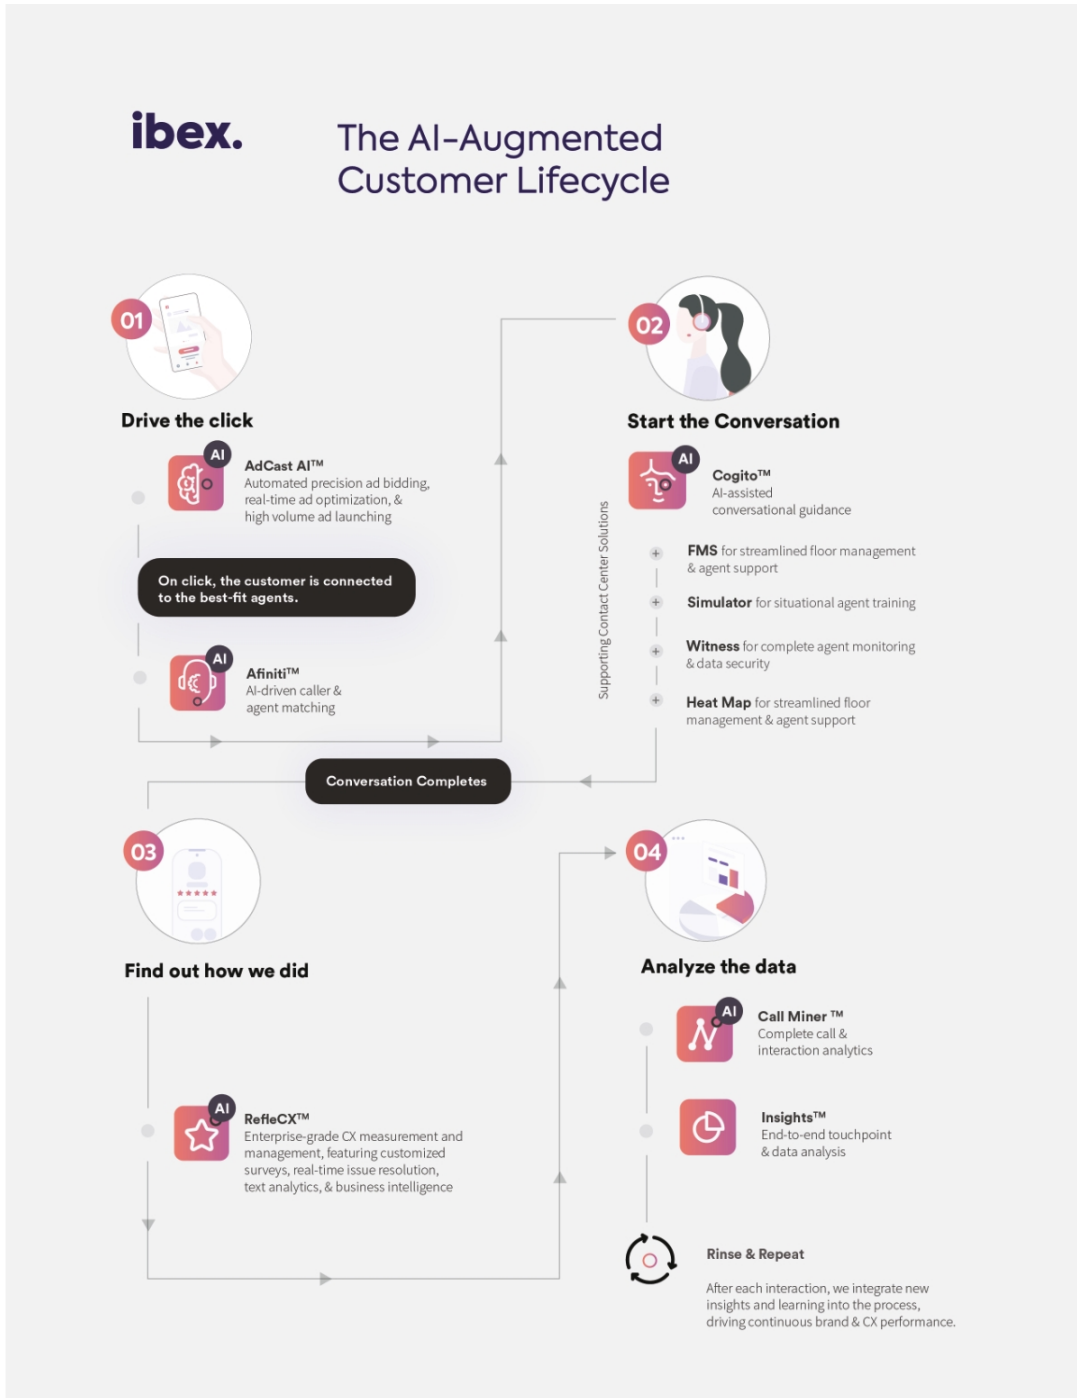 ibex.
The AI-Augmented
Customer Lifecycle
01
Drive the click
AI
AdCast AI™
Automated precision ad bidding,
real-time ad optimization, &
high volume ad launching
On click, the customer is connected
to the best-fit agents.
AI
Afiniti™
AI-driven caller &
agent matching
02
Start the Conversation
AI
Cogito™
AI-assisted
conversational guidance
Supporting Contact Center Solutions
+ FMS for streamlined floor management
& agent support
+ Simulator for situational agent training
+ Witness for complete agent monitoring
& data security
+ Heat Map for streamlined floor
management & agent support
Conversation Completes
03
Find out how we did
AI
RefleCX™
Enterprise-grade CX measurement and
management, featuring customized
surveys, real-time issue resolution,
text analytics, & business intelligence
04
Analyze the data
AI
Call Miner ™
Complete call &
interaction analytics
Insights™
End-to-end touchpoint
& data analysis
Rinse & Repeat
After each interaction, we integrate new
insights and learning into the process,
driving continuous brand & CX performance.